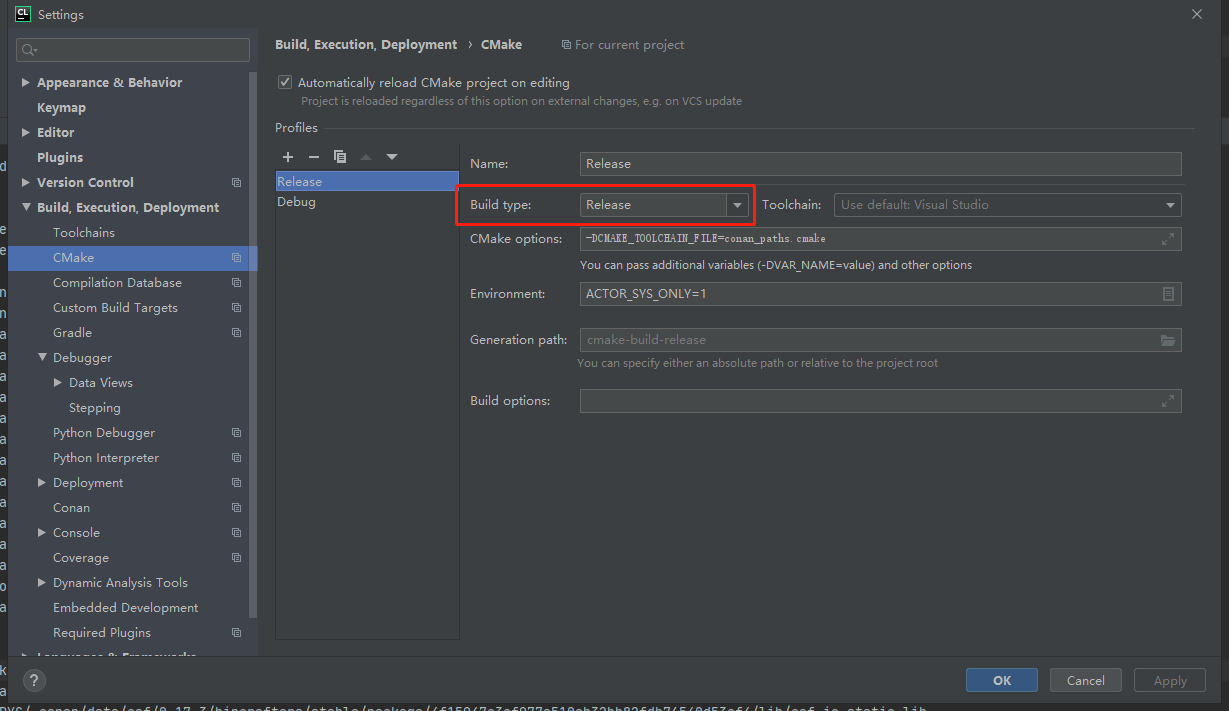 CL Settings
Build, Execution, Deployment › CMake For current project
Appearance & Behavior
Keymap
Editor
Plugins
Version Control
Build, Execution, Deployment
Toolchains
CMake
Compilation Database
Custom Build Targets
Gradle
Debugger
Data Views
Stepping
Python Debugger
Python Interpreter
Deployment
Conan
Console
Coverage
Dynamic Analysis Tools
Embedded Development
Required Plugins
Languages & Frameworks
Automatically reload CMake project on editing
Project is reloaded regardless of this option on external changes, e.g. on VCS update
Profiles
Release
Debug
Name: Release
Build type: Release Toolchain: Use default: Visual Studio
CMake options: -DCMAKE_TOOLCHAIN_FILE=conan_paths.cmake
You can pass additional variables (-DVAR_NAME=value) and other options
Environment: ACTOR_SYS_ONLY=1
Generation path: cmake-build-release
You can specify either an absolute path or relative to the project root
Build options:
? OK Cancel Apply